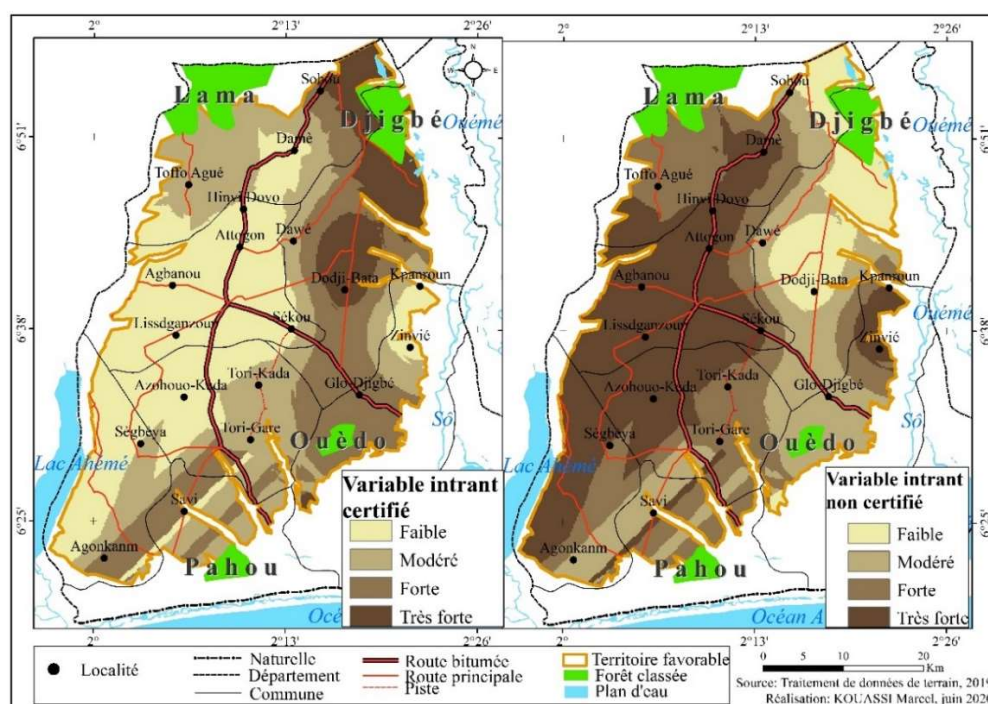 2° 2°13' 2°26' 2° 2°13' 2°26'
N
W E
S
Sohou
Lama
Djigbé
Ouémé
6°51'
Damè
Toffo Agué
Hinvi Dovo
Attogon
Dawé
Agbanou
Dodji-Bata
Kpanroun
6°38'
Lissdganzoun
Sékou
Zinvié
Tori-Kada
Azohouo-Kada
Glo-Djigbé
Sègbèya
Tori-Gare
Ouèdo
Sô
Lac Ahémé
Savi
6°25'
Agonkanm
Pahou
Océ
Variable intrant
certifié
Faible
Modéré
Forte
Très forte
2°13' 2°26'
2°
Sohou
Lama
Djigbé
Ouémé
6°51'
Damè
Toffo Agué
Hinvi Dovo
Attogon
Dawé
Agbanou
Dodji-Bata
Kpanroun
Ouémé
6°38'
Lissdganzoun
Sékou
Zinvié
Tori-Kada
Azohouo-Kada
Glo-Djigbé
Sègbèya
Tori-Gare
Ouèdo
Sô
Lac Ahémé
Savi
6°25'
Agonkanm
Pahou
Océan A
Variable intrant
non certifié
Faible
Modéré
Forte
Très forte
2° 2°13' 2°26'
Localité
Naturelle
Département
Commune
Route bitumée
Route principale
Piste
Territoire favorable
Forêt classée
Plan d'eau
0 10 20
Km
Source: Traitement de données de terrain, 2019
Réalisation: KOUASSI Marcel, juin 2020